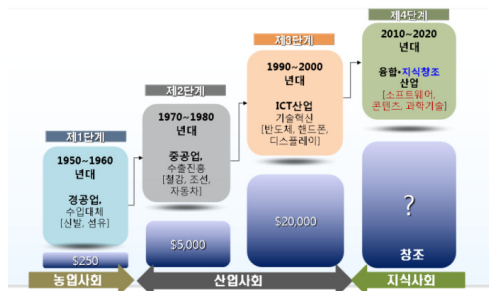 제1단계
1950~1960
년대
경공업,
수입대체
[신발, 섬유]
$250
제2단계
1970~1980
년대
중공업,
수출진흥
[철강, 조선,
자동차]
$5,000
제3단계
1990~2000
년대
ICT산업
기술혁신
[반도체, 핸드폰,
디스플레이]
$20,000
제4단계
2010~2020
년대
융합•지식창조
산업
[소프트웨어,
콘텐츠, 과학기술]
?
창조
농업사회
산업사회
지식사회